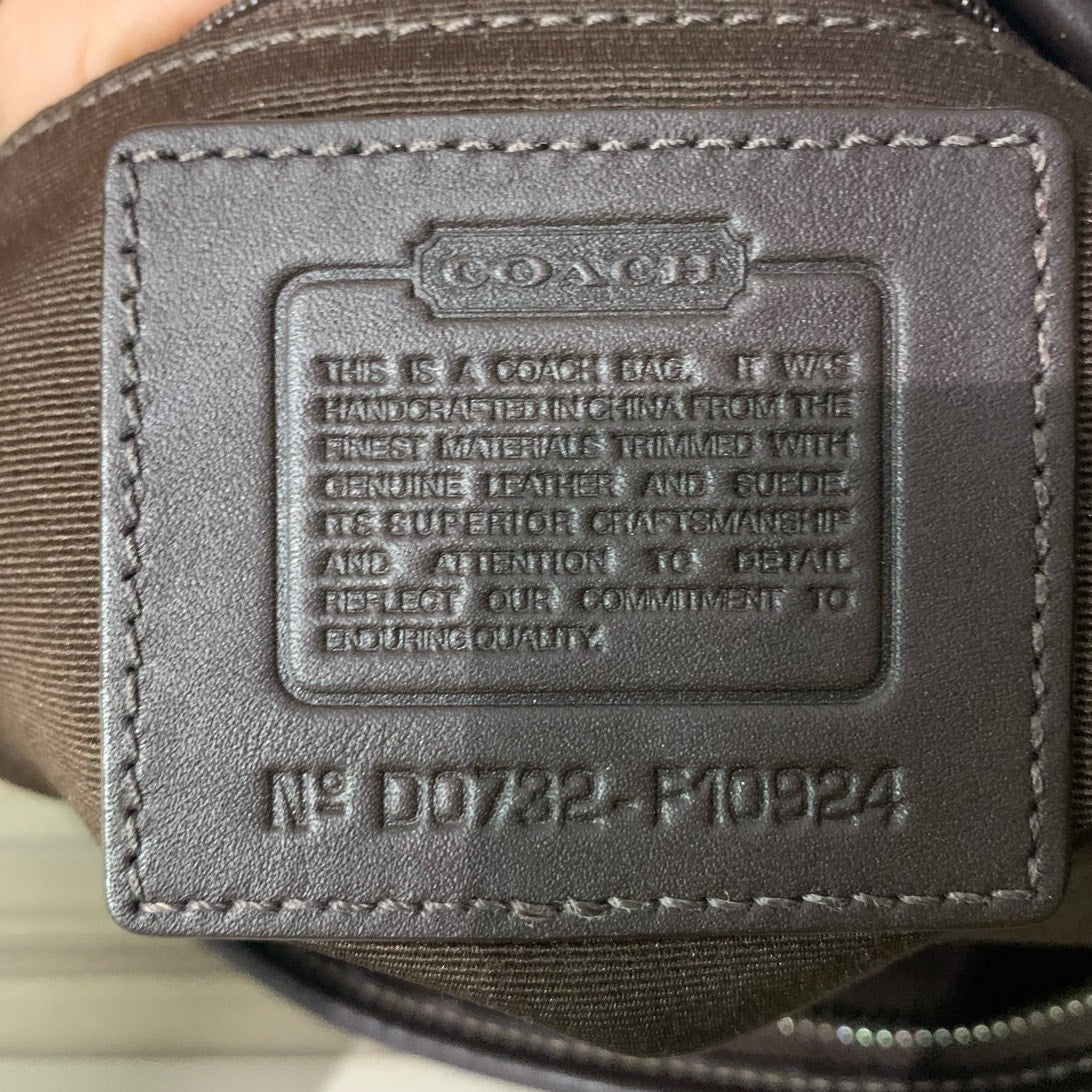 COACH
THIS IS A COACH BAG. IT WAS
HANDCRAFTED IN CHINA FROM THE
FINEST MATERIALS TRIMMED WITH
GENUINE LEATHER AND SUEDE.
ITS SUPERIOR CRAFTSMANSHIP
AND ATTENTION TO DETAIL
REFLECT OUR COMMITMENT TO
ENDURING QUALITY.
Nº D0732-F10924